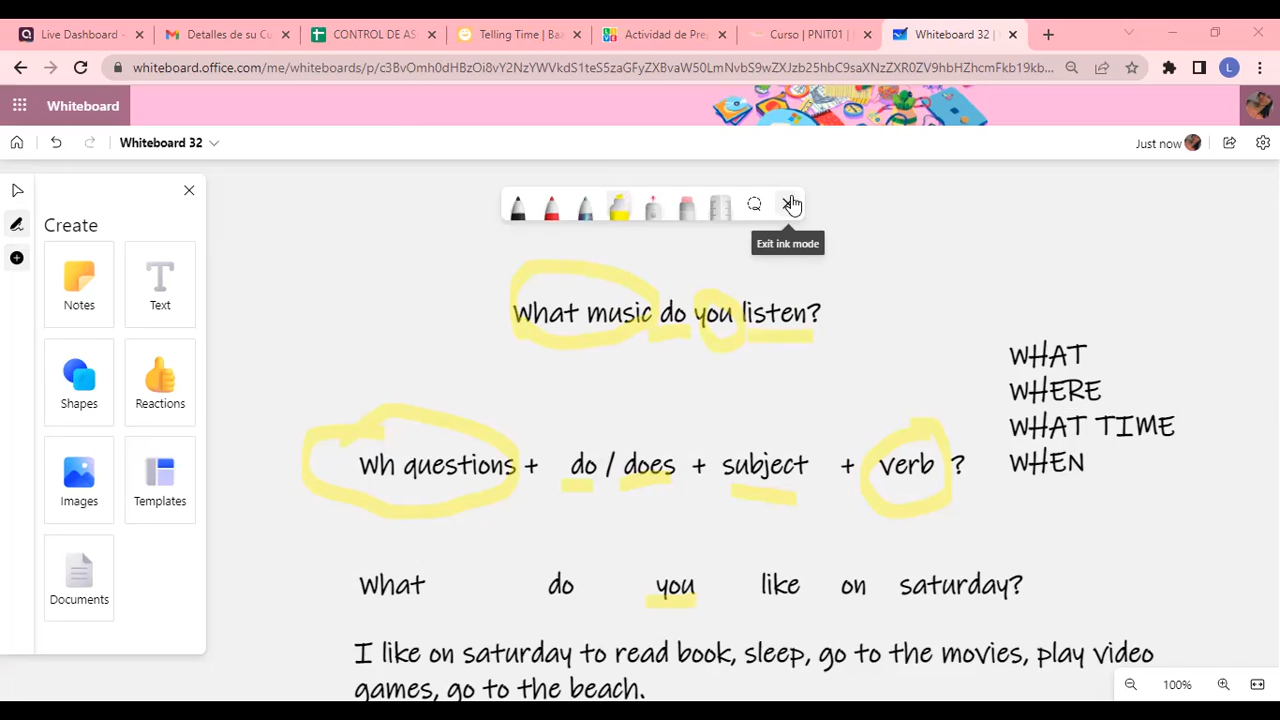 Live Dashboard -
Detalles de su Cu
CONTROL DE AS
Telling Time | Baa
Actividad de Pre
Curso | PNIT01 |
Whiteboard 32 |
whiteboard.office.com/me/whiteboards/p/
L
Whiteboard
Whiteboard 32
Just now
Create
Notes
Text
Shapes
Reactions
Images
Templates
Documents
Exit ink mode
What music do you listen?
WHAT
WHERE
WHAT TIME
WHEN
Wh questions + do / does + subject + verb ?
What do you like on saturday?
I like on saturday to read book, sleep, go to the movies, play video
games, go to the beach.
100%